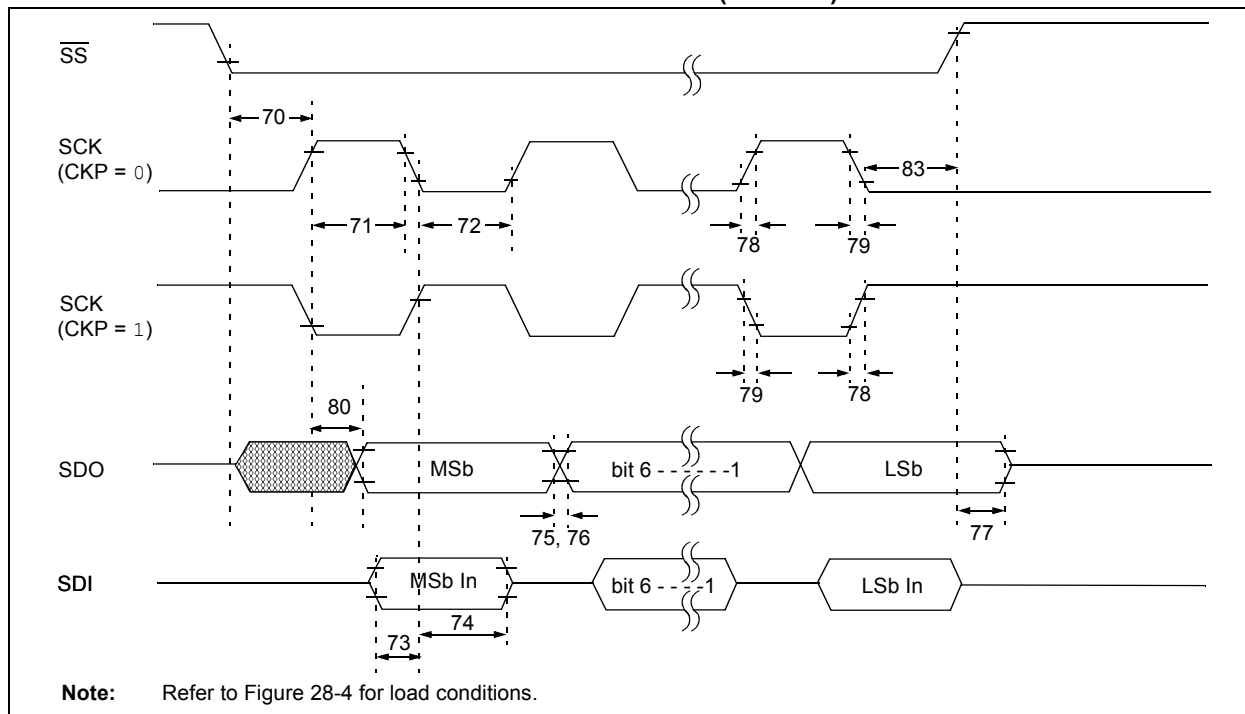 SS
70
SCK
(CKP = 0)
83
71
72
78
79
SCK
(CKP = 1)
79
78
80
SDO
MSb
bit 6 - - - - - - -1
LSb
75, 76
77
SDI
MSb In
bit 6 - - - - -1
LSb In
74
73
Note: Refer to Figure 28-4 for load conditions.